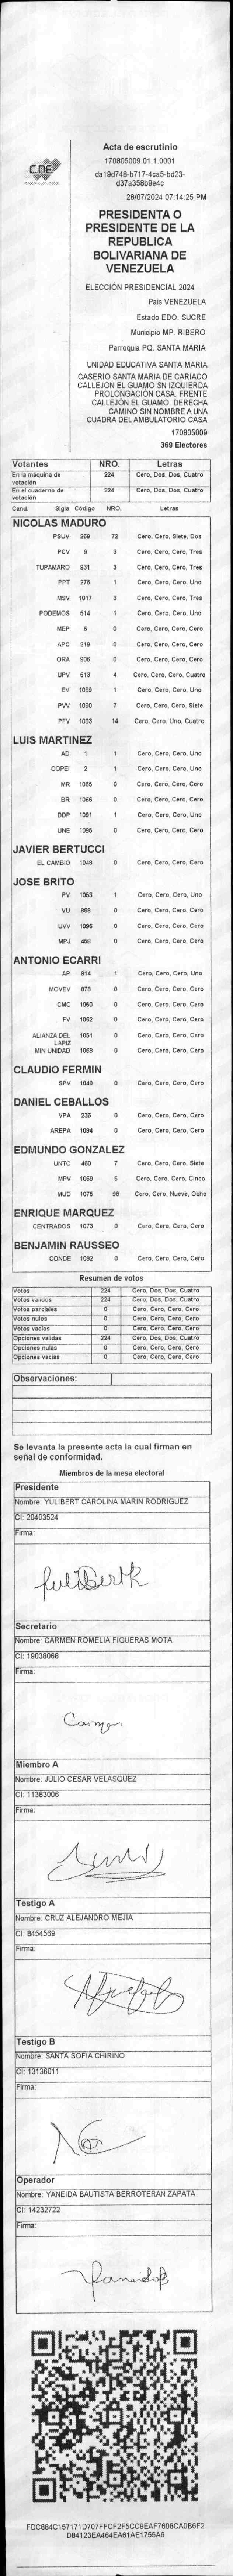 CNE
Acta de escrutinio
170805009.01.1.0001
da19d748-b717-4ca5-bd23-
d37a358b9e4c
28/07/2024 07:14:25 PM
PRESIDENTA O
PRESIDENTE DE LA
REPUBLICA
BOLIVARIANA DE
VENEZUELA
ELECCIÓN PRESIDENCIAL 2024
País VENEZUELA
Estado EDO. SUCRE
Municipio MP. RIBERO
Parroquia PQ. SANTA MARIA
UNIDAD EDUCATIVA SANTA MARIA
CASERIO SANTA MARIA DE CARIACO
CALLEJON EL GUAMO SN IZQUIERDA
PROLONGACIÓN CASA. FRENTE
CALLEJÓN EL GUAMO. DERECHA
CAMINO SIN NOMBRE A UNA
CUADRA DEL AMBULATORIO CASA
170805009
369 Electores
Votantes NRO. Letras
En la máquina de votación 224 Cero, Dos, Dos, Cuatro
En el cuaderno de votación 224 Cero, Dos, Dos, Cuatro
Cand. Sigla Código NRO. Letras
NICOLAS MADURO
PSUV 269 72 Cero, Cero, Siete, Dos
PCV 9 3 Cero, Cero, Cero, Tres
TUPAMARO 931 3 Cero, Cero, Cero, Tres
PPT 276 1 Cero, Cero, Cero, Uno
MSV 1017 3 Cero, Cero, Cero, Tres
PODEMOS 514 1 Cero, Cero, Cero, Uno
MEP 6 0 Cero, Cero, Cero, Cero
APC 219 0 Cero, Cero, Cero, Cero
ORA 906 0 Cero, Cero, Cero, Cero
UPV 513 4 Cero, Cero, Cero, Cuatro
EV 1089 1 Cero, Cero, Cero, Uno
PVV 1090 7 Cero, Cero, Cero, Siete
PFV 1093 14 Cero, Cero, Uno, Cuatro
LUIS MARTINEZ
AD 1 1 Cero, Cero, Cero, Uno
COPEI 2 1 Cero, Cero, Cero, Uno
MR 1065 0 Cero, Cero, Cero, Cero
BR 1066 0 Cero, Cero, Cero, Cero
DDP 1091 1 Cero, Cero, Cero, Uno
UNE 1095 0 Cero, Cero, Cero, Cero
JAVIER BERTUCCI
EL CAMBIO 1048 0 Cero, Cero, Cero, Cero
JOSE BRITO
PV 1053 1 Cero, Cero, Cero, Uno
VU 868 0 Cero, Cero, Cero, Cero
UVV 1096 0 Cero, Cero, Cero, Cero
MPJ 468 0 Cero, Cero, Cero, Cero
ANTONIO ECARRI
AP 914 1 Cero, Cero, Cero, Uno
MOVEV 978 0 Cero, Cero, Cero, Cero
CMC 1050 0 Cero, Cero, Cero, Cero
FV 1062 0 Cero, Cero, Cero, Cero
ALIANZA DEL LAPIZ 1051 0 Cero, Cero, Cero, Cero
MIN UNIDAD 1068 0 Cero, Cero, Cero, Cero
CLAUDIO FERMIN
SPV 1049 0 Cero, Cero, Cero, Cero
DANIEL CEBALLOS
VPA 236 0 Cero, Cero, Cero, Cero
AREPA 1094 0 Cero, Cero, Cero, Cero
EDMUNDO GONZALEZ
UNTC 460 7 Cero, Cero, Cero, Siete
MPV 1069 5 Cero, Cero, Cero, Cinco
MUD 1075 98 Cero, Cero, Nueve, Ocho
ENRIQUE MARQUEZ
CENTRADOS 1073 0 Cero, Cero, Cero, Cero
BENJAMIN RAUSSEO
CONDE 1092 0 Cero, Cero, Cero, Cero
Resumen de votos
Votos 224 Cero, Dos, Dos, Cuatro
Votos válidos 224 Cero, Dos, Dos, Cuatro
Votos parciales 0 Cero, Cero, Cero, Cero
Votos nulos 0 Cero, Cero, Cero, Cero
Votos vacíos 0 Cero, Cero, Cero, Cero
Opciones validas 224 Cero, Dos, Dos, Cuatro
Opciones nulas 0 Cero, Cero, Cero, Cero
Opciones vacias 0 Cero, Cero, Cero, Cero
Observaciones:
Se levanta la presente acta la cual firman en
señal de conformidad.
Miembros de la mesa electoral
Presidente
Nombre: YULIBERT CAROLINA MARIN RODRIGUEZ
CI: 20403524
Firma:
Yulibertk
Secretario
Nombre: CARMEN ROMELIA FIGUERAS MOTA
CI: 19038068
Firma:
Carmen
Miembro A
Nombre: JULIO CESAR VELASQUEZ
CI: 11383006
Firma:
Testigo A
Nombre: CRUZ ALEJANDRO MEJIA
CI: 8454569
Firma:
Testigo B
Nombre: SANTA SOFIA CHIRINO
CI: 13136011
Firma:
Operador
Nombre: YANEIDA BAUTISTA BERROTERAN ZAPATA
CI: 14232722
Firma:
FDC884C157171D707FFCF2F5CC9EAF7608CA0B6F2
D84123EA464EA61AE1755A6